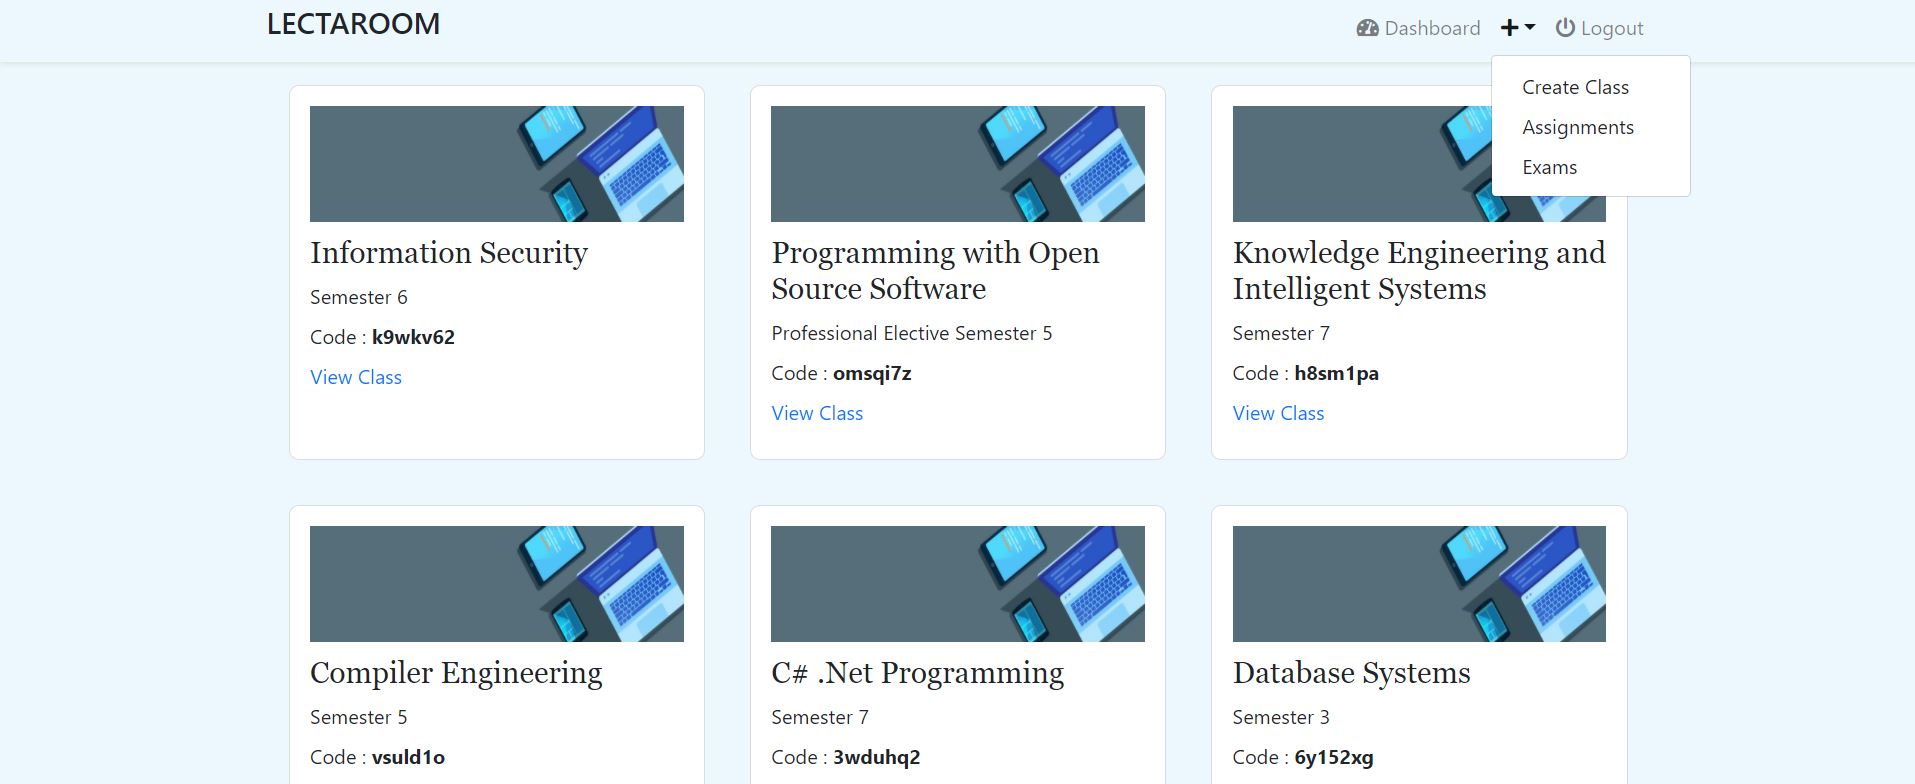 LECTAROOM
Dashboard
Logout
Create Class
Assignments
Exams
Information Security
Semester 6
Code : k9wkv62
View Class
Programming with Open
Source Software
Professional Elective Semester 5
Code : omsqi7z
View Class
Knowledge Engineering and
Intelligent Systems
Semester 7
Code : h8sm1pa
View Class
Compiler Engineering
Semester 5
Code : vsuld1o
C# .Net Programming
Semester 7
Code : 3wduhq2
Database Systems
Semester 3
Code : 6y152xg